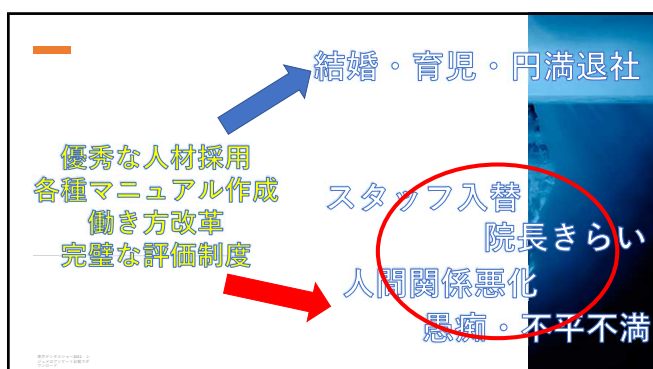 結婚・育児・円満退社
優秀な人材採用
各種マニュアル作成
働き方改革
完璧な評価制度
スタッフ入替
院長きらい
人間関係悪化
愚痴・不平不満